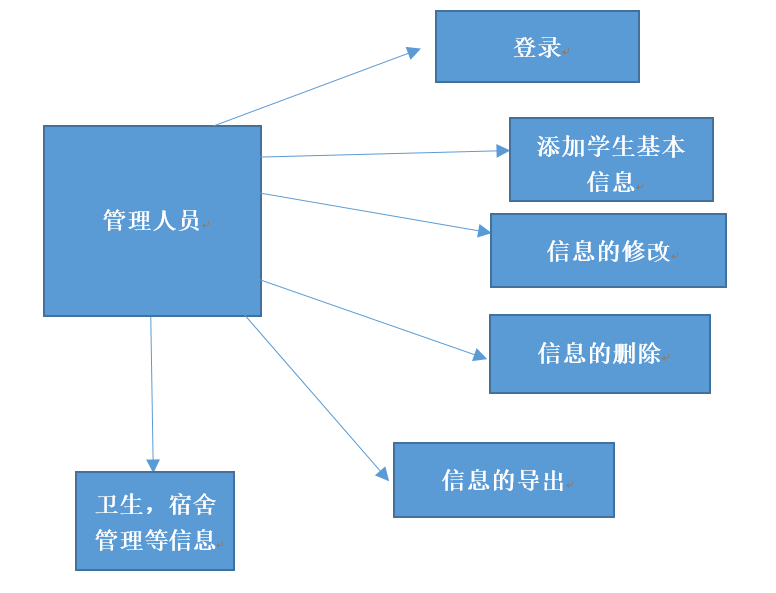 登录
添加学生基本
信息
管理人员
信息的修改
信息的删除
信息的导出
卫生，宿舍
管理等信息